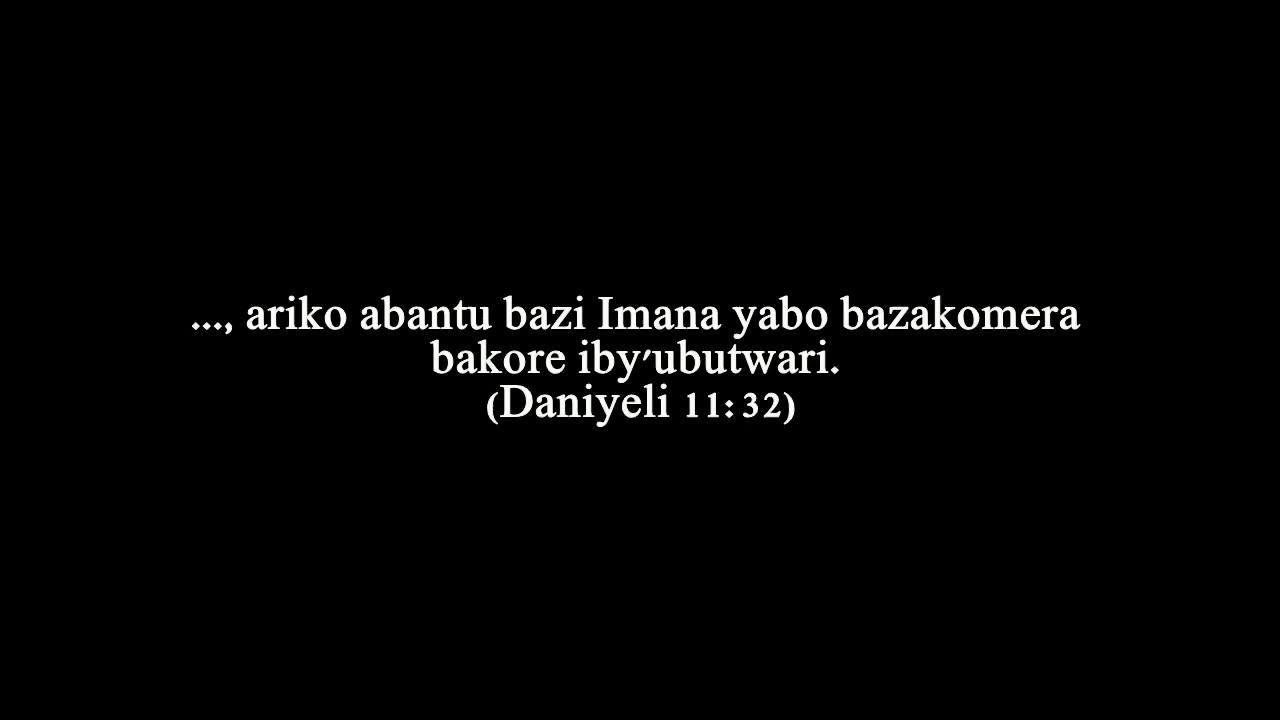 ..., ariko abantu bazi Imana yabo bazakomera
bakore iby'ubutwari.
(Daniyeli 11:32)